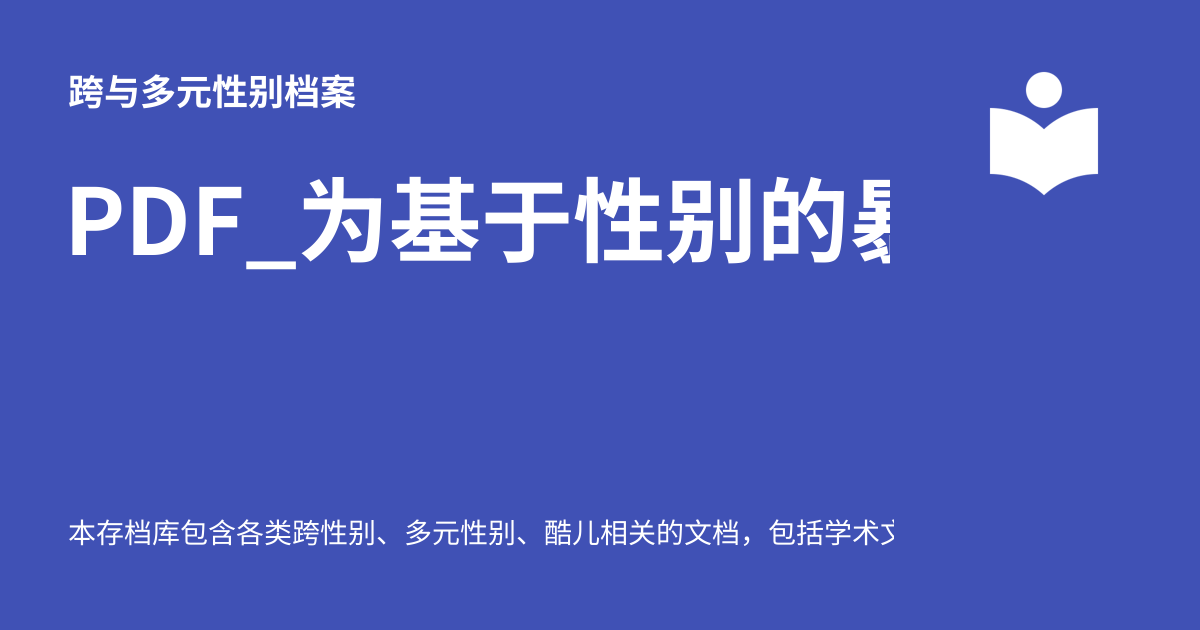 跨与多元性别档案
PDF_为基于性别的暴
本存档库包含各类跨性别、多元性别、酷儿相关的文档，包括学术文